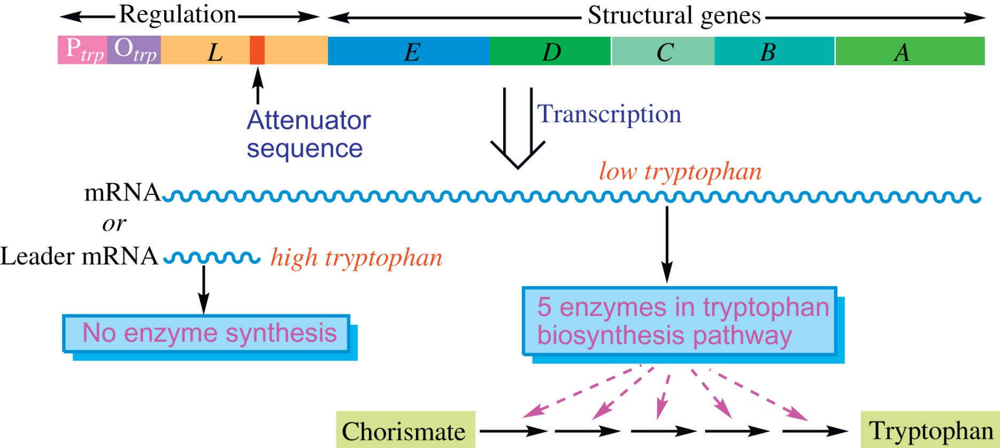 Regulation Structural genes
Ptrp Otrp L E D C B A
Attenuator
sequence
Transcription
low tryptophan
mRNA
or
Leader mRNA high tryptophan
No enzyme synthesis
5 enzymes in tryptophan
biosynthesis pathway
Chorismate Tryptophan